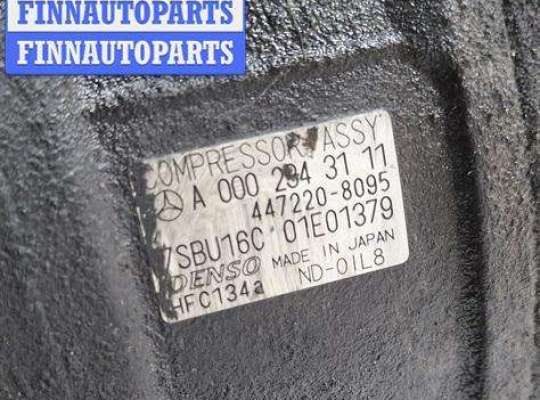 FINNAUTOPARTS
FINNAUTOPARTS
COMPRESSOR ASSY
A 000 234 31 11
447220-8095
7SBU16C 01E01379
DENSO MADE IN JAPAN
HFC134a ND-OIL8